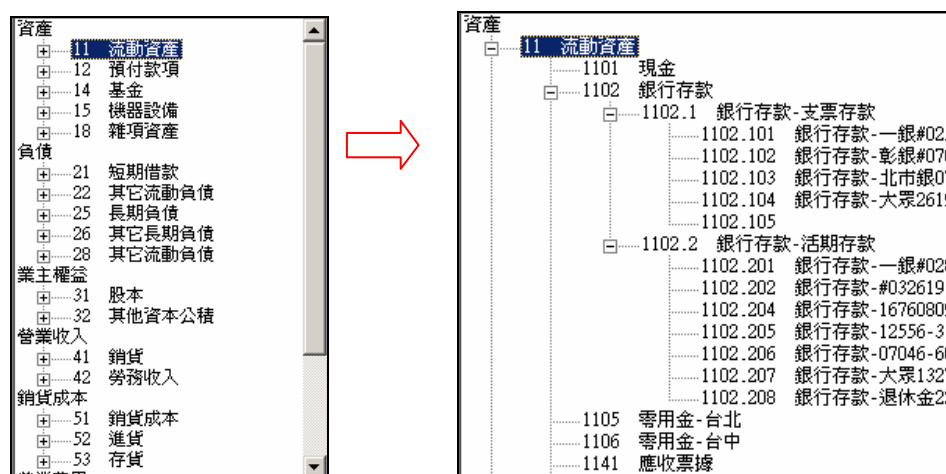 資產
11 流動資產
12 預付款項
14 基金
15 機器設備
18 雜項資產
負債
21 短期借款
22 其它流動負債
25 長期負債
26 其它長期負債
28 其它流動負債
業主權益
31 股本
32 其他資本公積
營業收入
41 銷貨
42 勞務收入
銷貨成本
51 銷貨成本
52 進貨
53 存貨
資產
11 流動資產
1101 現金
1102 銀行存款
1102.1 銀行存款-支票存款
1102.101 銀行存款-一銀#02
1102.102 銀行存款-彰銀#07
1102.103 銀行存款-北市銀0
1102.104 銀行存款-大眾261
1102.105
1102.2 銀行存款-活期存款
1102.201 銀行存款-一銀#028
1102.202 銀行存款-#032619
1102.204 銀行存款-1676080
1102.205 銀行存款-12556-3
1102.206 銀行存款-07046-6
1102.207 銀行存款-大眾132
1102.208 銀行存款-退休金2
1105 零用金-台北
1106 零用金-台中
1141 應收票據